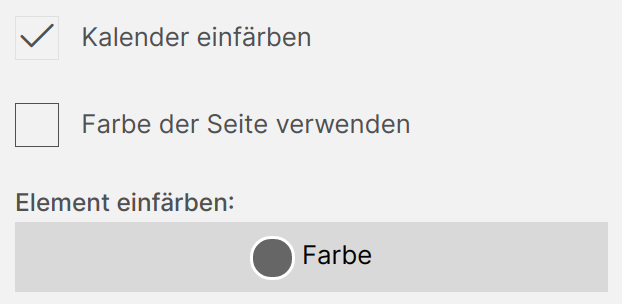 Kalender einfärben
Farbe der Seite verwenden
Element einfärben:
Farbe